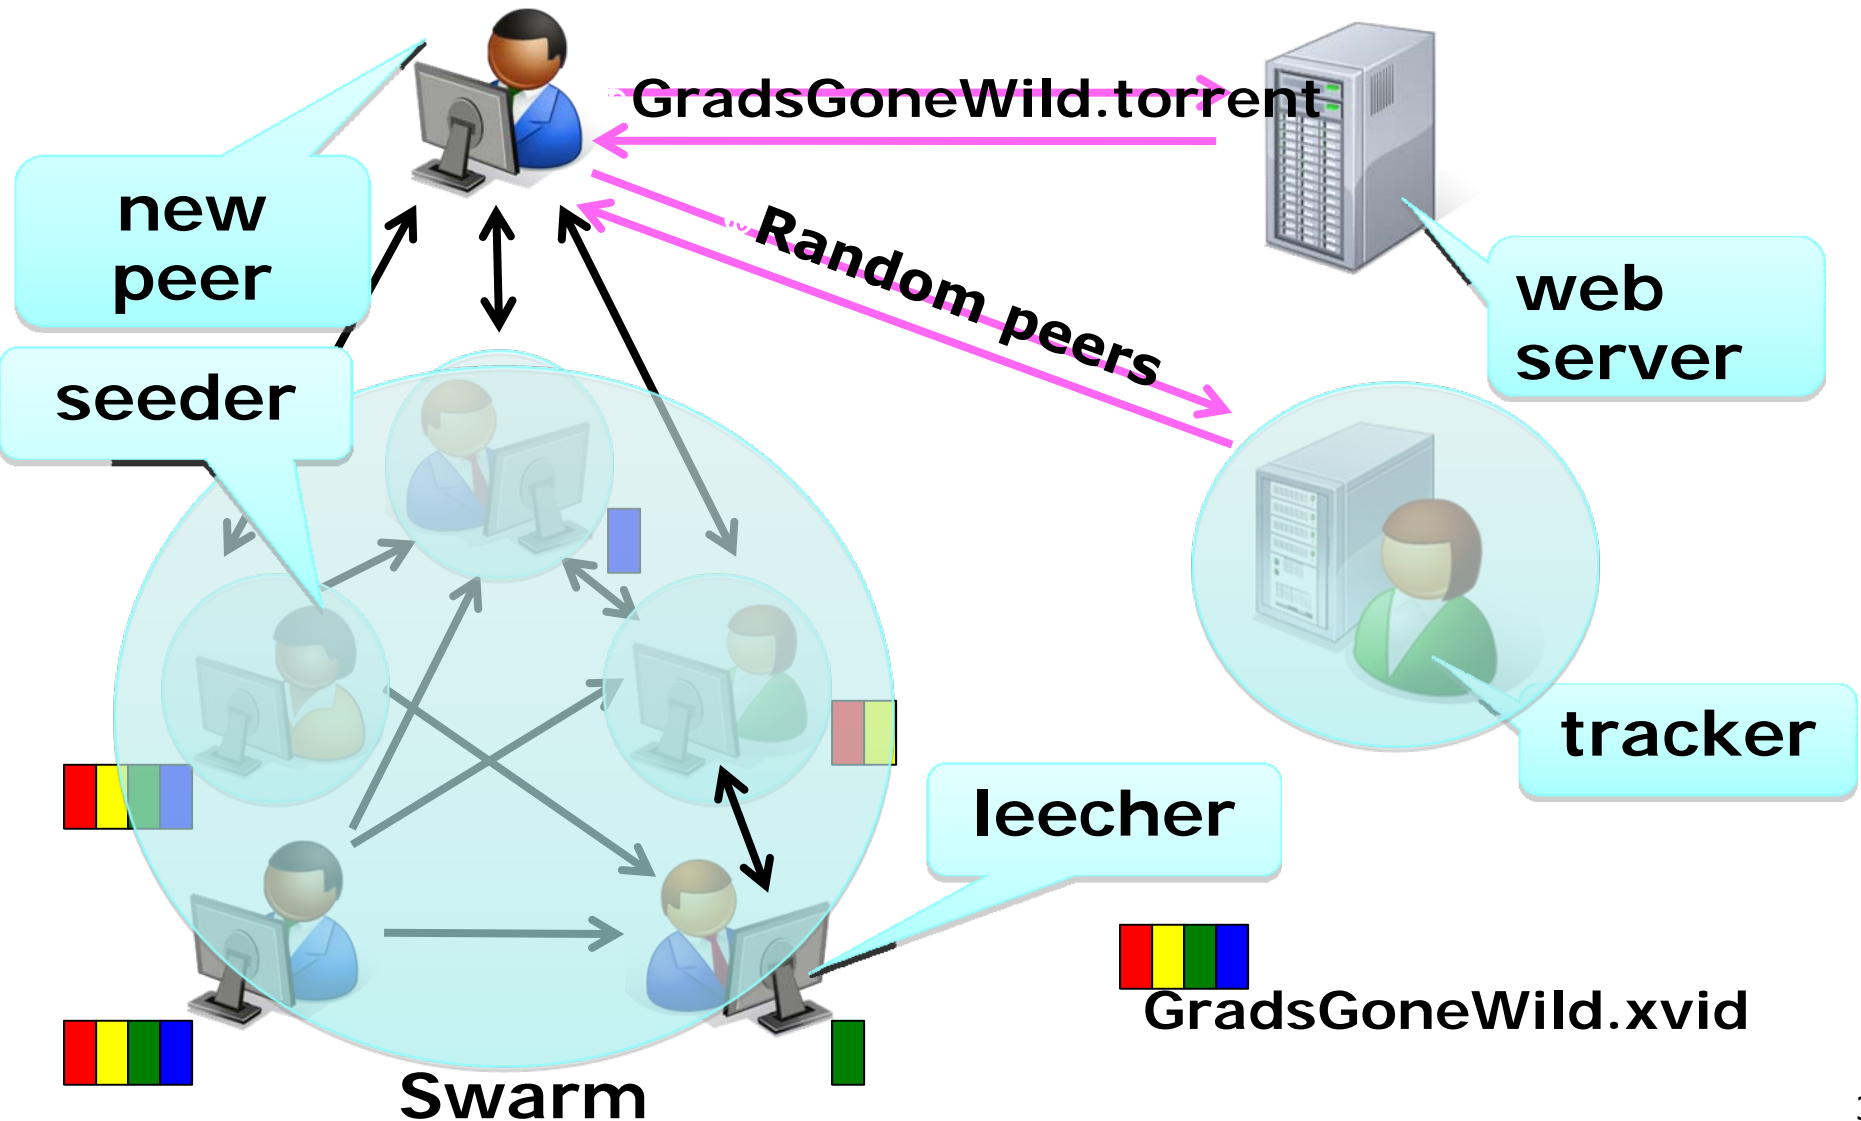 GradsGoneWild.torrent
new
peer
Random peers
web
server
seeder
tracker
leecher
GradsGoneWild.xvid
Swarm